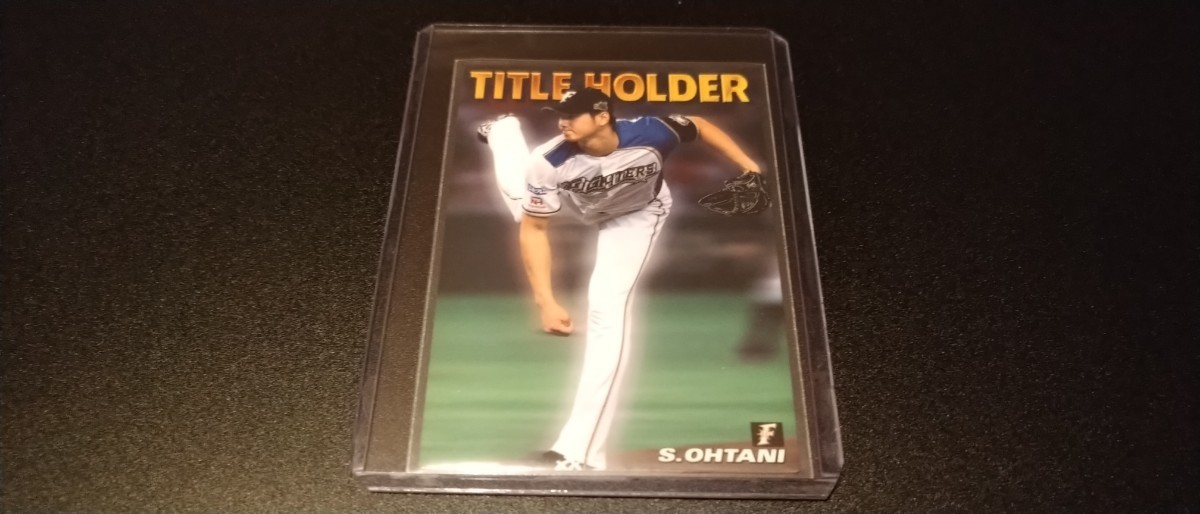 TITLE HOLDER
FIGHTERS
F
S.OHTANI